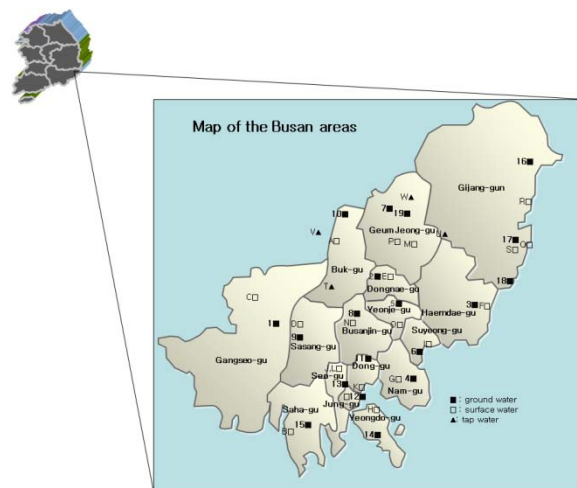 Map of the Busan areas
16
Gijang-gun
R
W
7
19
10
GeumJeong-gu
V
U
17
P
M
S
O
A
Buk-gu
E
Dongnae-gu
18
T
C
Yeonje-gu
Haemdae-gu
3
F
8
N
Busanjin-gu
Suyeong-gu
1
D
9
Sasang-gu
6
Gangseo-gu
11
Dong-gu
Seo-gu
L
G
4
Nam-gu
13
K
12
Jung-gu
Saha-gu
H
Yeongdo-gu
15
B
14
■: ground water
□: surface water
▲: tap water